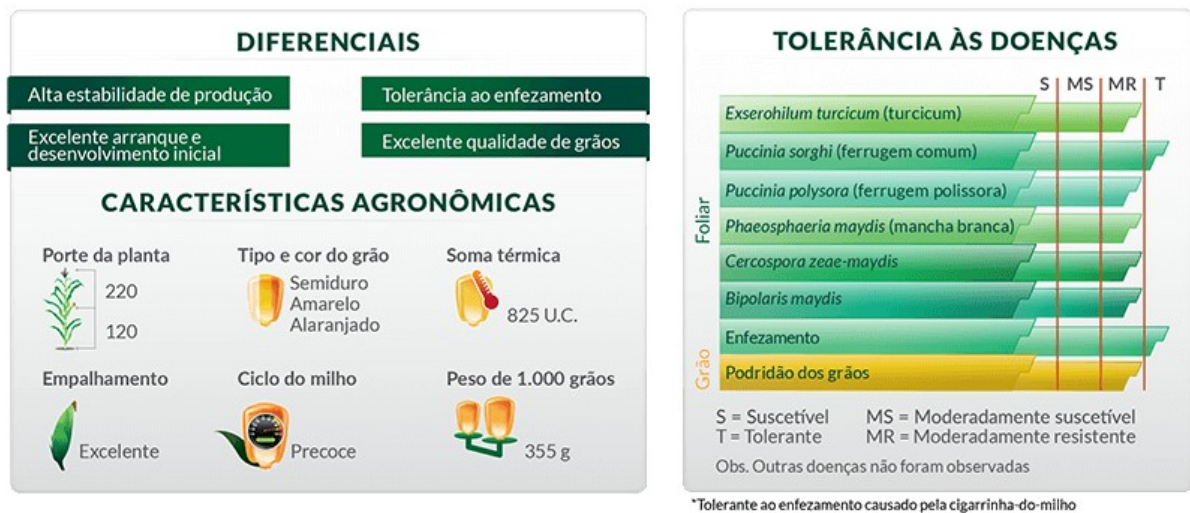 DIFERENCIAIS
Alta estabilidade de produção
Tolerância ao enfezamento
Excelente arranque e
desenvolvimento inicial
Excelente qualidade de grãos
CARACTERÍSTICAS AGRONÔMICAS
Porte da planta
220
120
Tipo e cor do grão
Semiduro
Amarelo
Alaranjado
Soma térmica
825 U.C.
Empalhamento
Excelente
Ciclo do milho
Precoce
Peso de 1.000 grãos
355 g
TOLERÂNCIA ÀS DOENÇAS
S MS MR T
Foliar
Exserohilum turcicum (turcicum)
Puccinia sorghi (ferrugem comum)
Puccinia polysora (ferrugem polissora)
Phaeosphaeria maydis (mancha branca)
Cercospora zeae-maydis
Bipolaris maydis
Enfezamento
Grão
Podridão dos grãos
S = Suscetível MS = Moderadamente suscetível
T = Tolerante MR = Moderadamente resistente
Obs. Outras doenças não foram observadas
*Tolerante ao enfezamento causado pela cigarrinha-do-milho